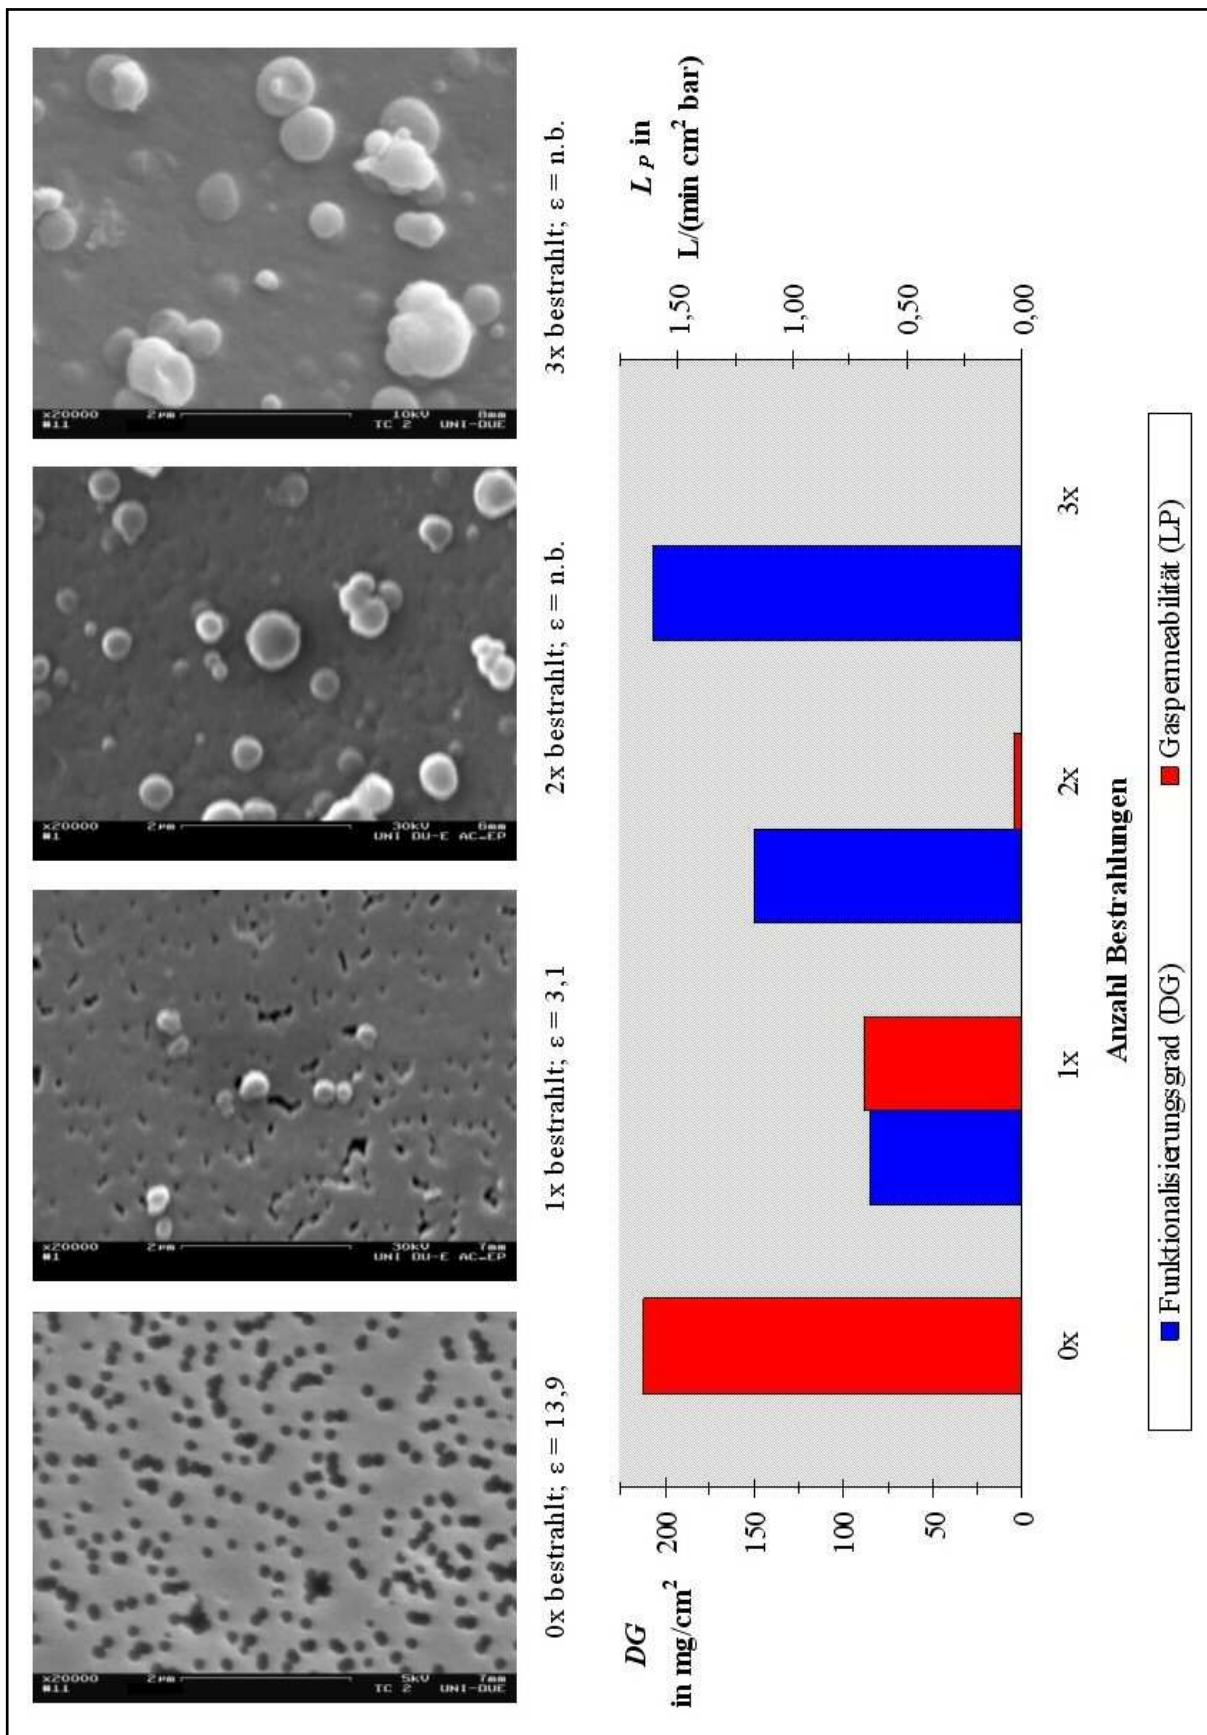 x20000 2µm 5kV 7mm
#11 TC 2 UNI-DUE
x20000 2µm 30kV 7mm
#1 UNI DU-E AC-EP
x20000 2µm 30kV 6mm
#1 UNI DU-E AC-EP
x20000 2µm 10kV 8mm
#11 TC 2 UNI-DUE
0x bestrahlt; ε = 13,9
1x bestrahlt; ε = 3,1
2x bestrahlt; ε = n.b.
3x bestrahlt; ε = n.b.
DG
in mg/cm²
200
150
100
50
0
L P in
L/(min cm² bar)
1,50
1,00
0,50
0,00
0x 1x 2x 3x
Anzahl Bestrahlungen
Funktionalisierungsgrad (DG) Gaspermeabilität (LP)